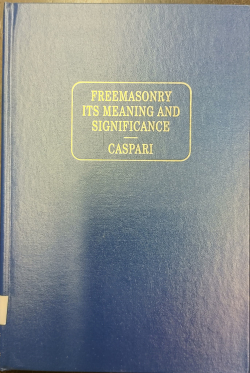 FREEMASONRY
ITS MEANING AND
SIGNIFICANCE
CASPARI